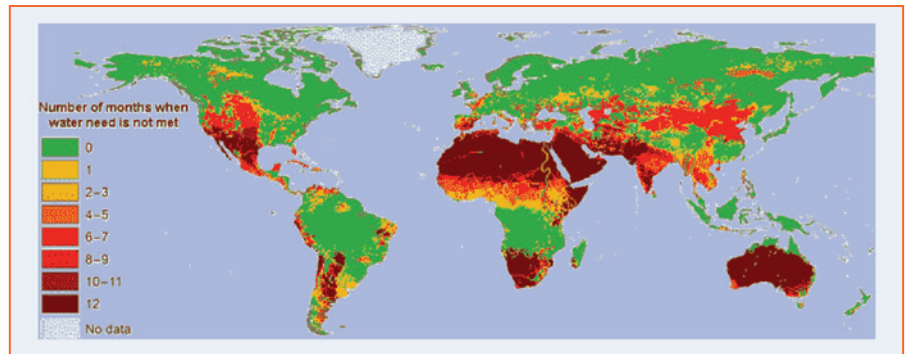 Number of months when
water need is not met
0
1
2–3
4–5
6–7
8–9
10–11
12
No data